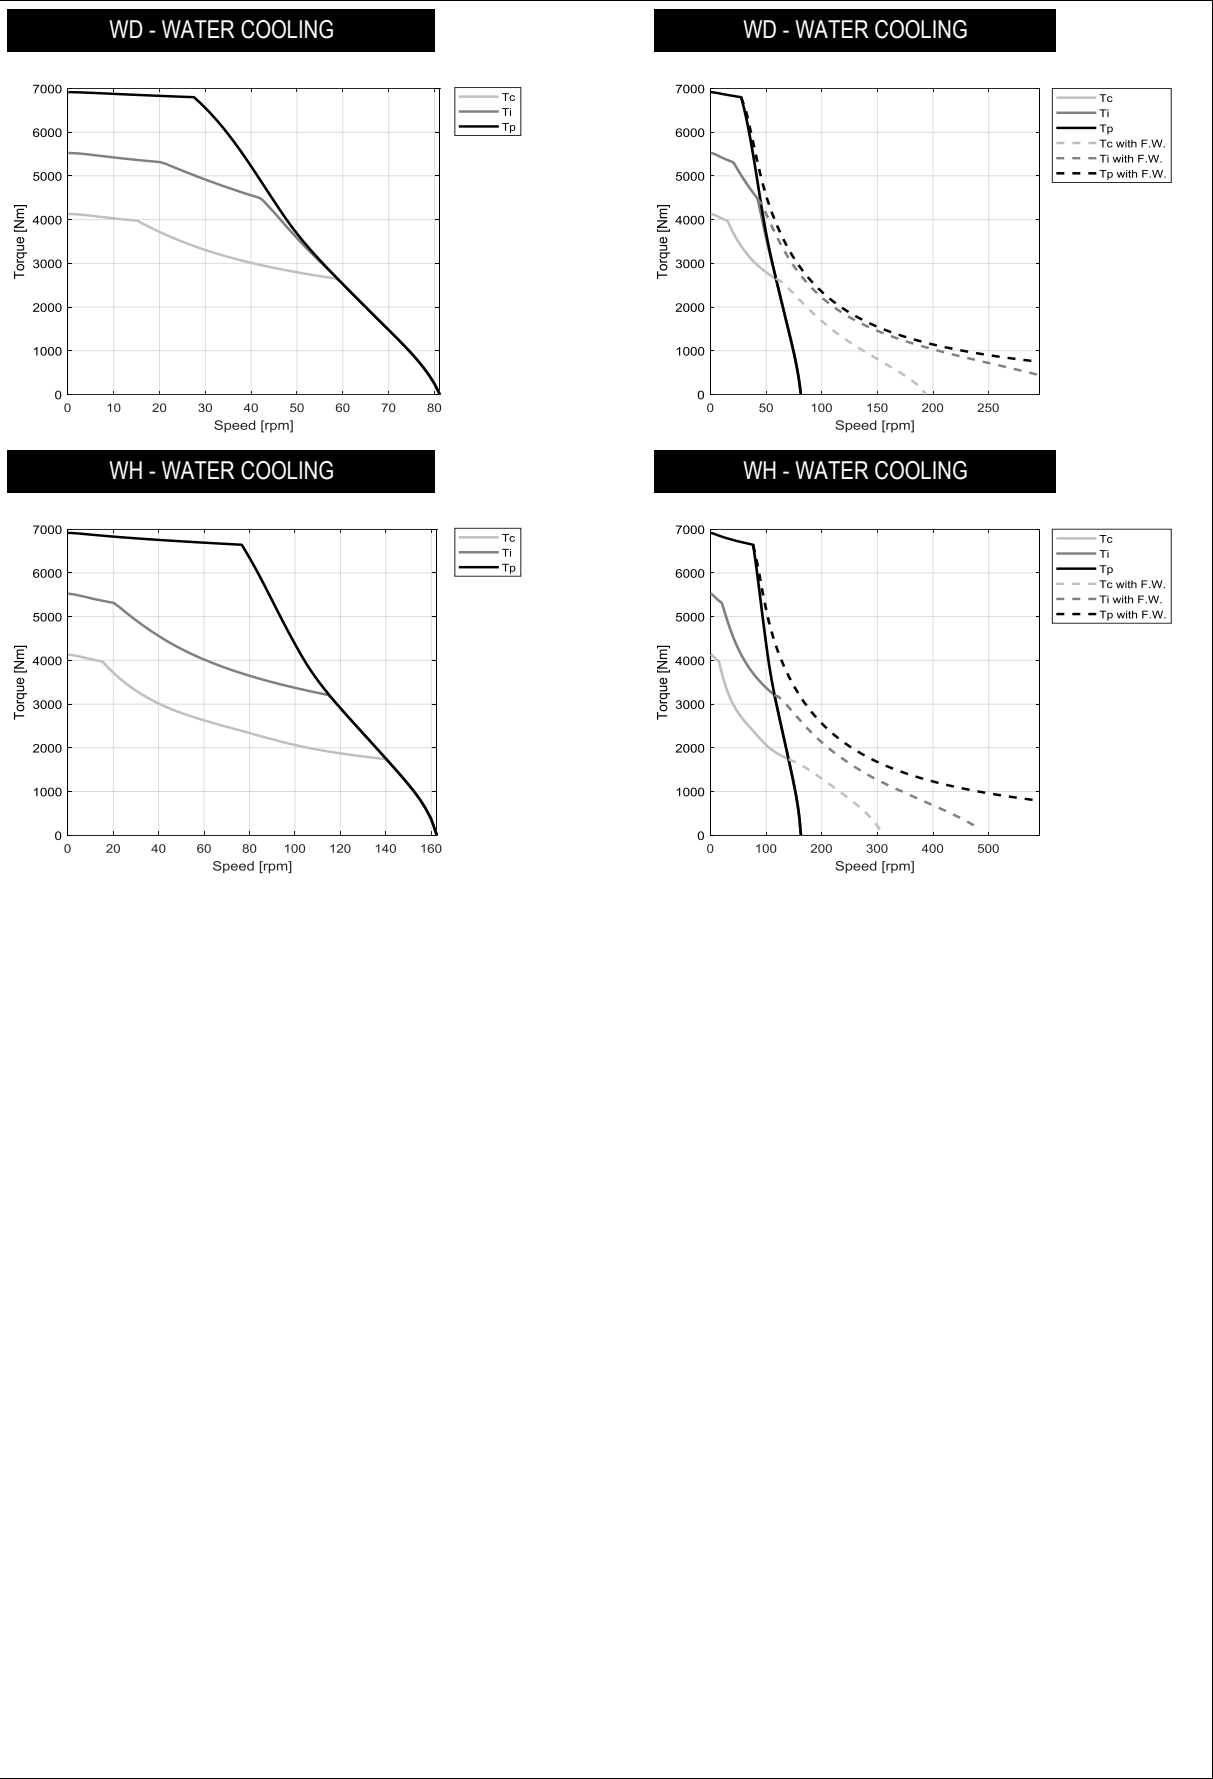 WD - WATER COOLING
7000
6000
5000
4000
3000
2000
1000
0
Torque [Nm]
0 10 20 30 40 50 60 70 80
Speed [rpm]
Tc
Ti
Tp
WD - WATER COOLING
7000
6000
5000
4000
3000
2000
1000
0
Torque [Nm]
0 50 100 150 200 250
Speed [rpm]
Tc
Ti
Tp
Tc with F.W.
Ti with F.W.
Tp with F.W.
WH - WATER COOLING
7000
6000
5000
4000
3000
2000
1000
0
Torque [Nm]
0 20 40 60 80 100 120 140 160
Speed [rpm]
Tc
Ti
Tp
WH - WATER COOLING
7000
6000
5000
4000
3000
2000
1000
0
Torque [Nm]
0 100 200 300 400 500
Speed [rpm]
Tc
Ti
Tp
Tc with F.W.
Ti with F.W.
Tp with F.W.